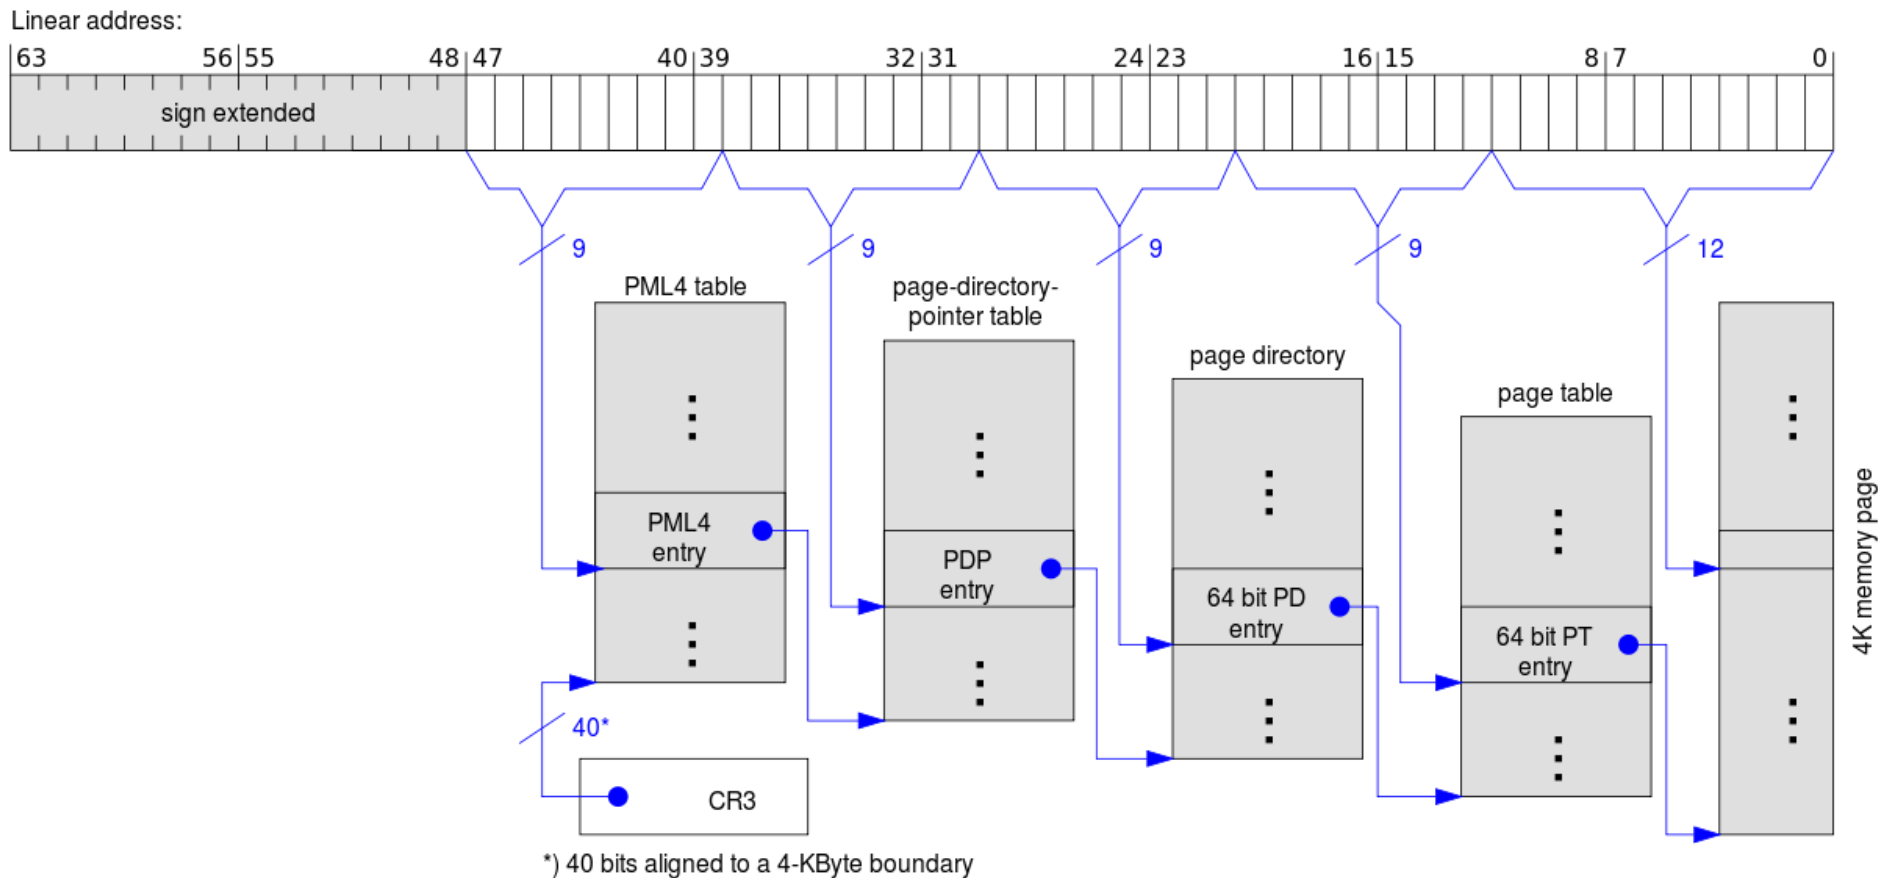 Linear address:
63 56 55 48 47 40 39 32 31 24 23 16 15 8 7 0
sign extended
9 9 9 9 12
PML4 table
page-directory-
pointer table
page directory
page table
PML4
entry
PDP
entry
64 bit PD
entry
64 bit PT
entry
4K memory page
40*
CR3
*) 40 bits aligned to a 4-KByte boundary